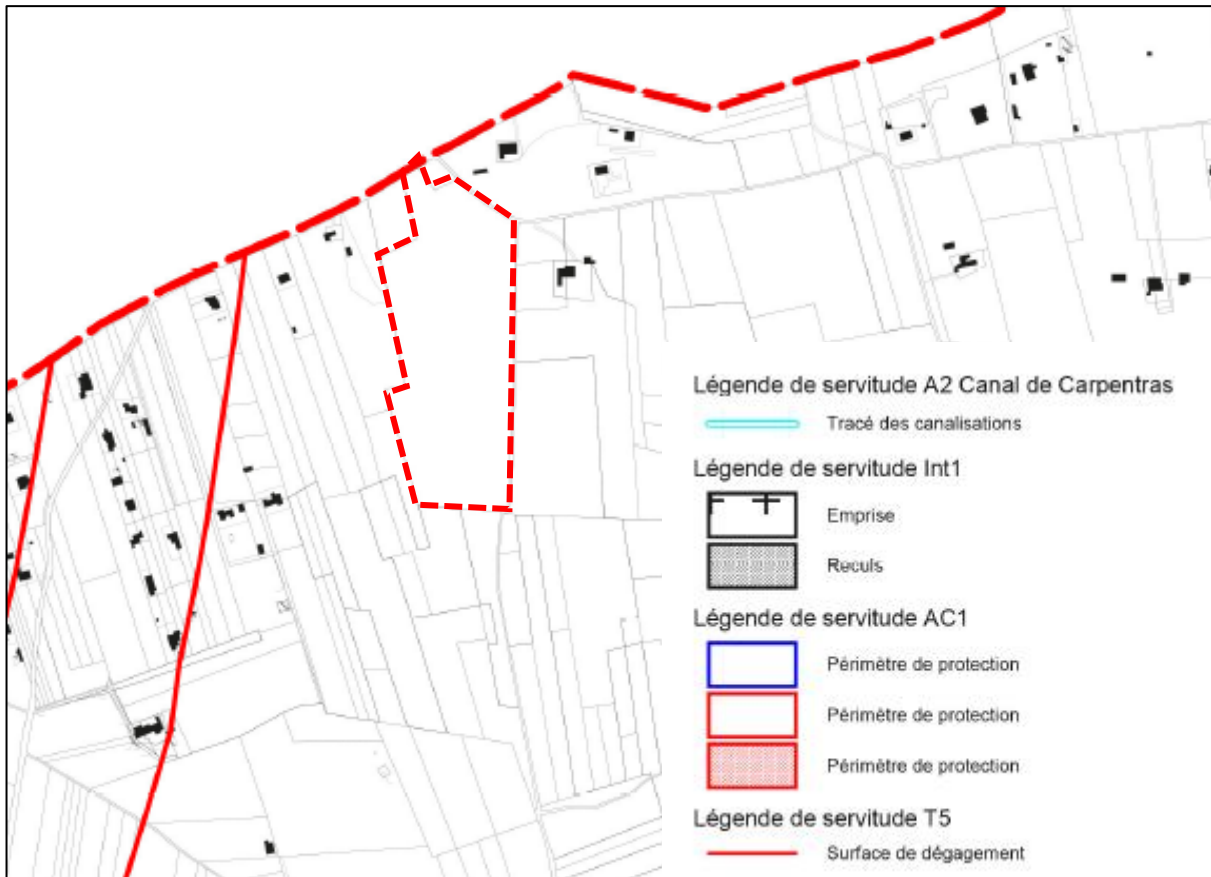 Légende de servitude A2 Canal de Carpentras
Tracé des canalisations
Légende de servitude Int1
Emprise
Reculs
Légende de servitude AC1
Périmètre de protection
Périmètre de protection
Périmètre de protection
Légende de servitude T5
Surface de dégagement